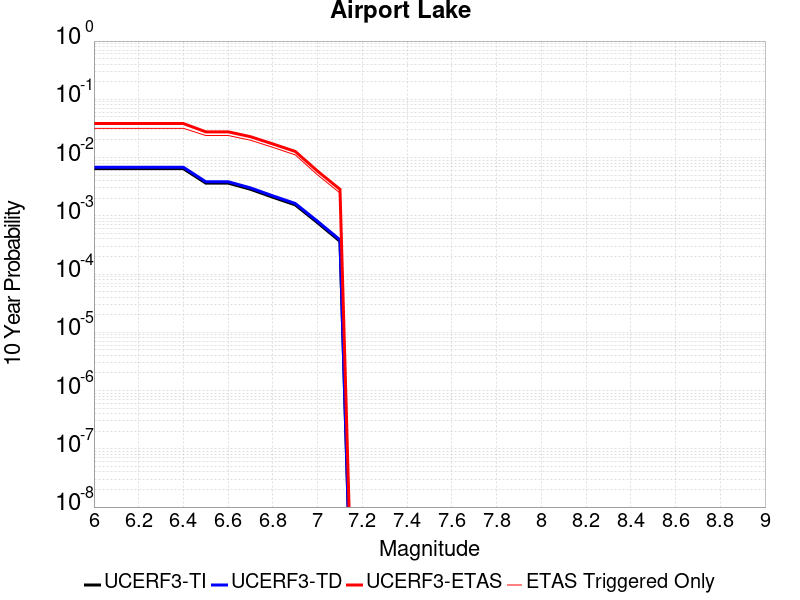 Airport Lake
10^0
10^-1
10^-2
10^-3
10^-4
10^-5
10^-6
10^-7
10^-8
10 Year Probability
6 6.2 6.4 6.6 6.8 7 7.2 7.4 7.6 7.8 8 8.2 8.4 8.6 8.8 9
Magnitude
UCERF3-TI UCERF3-TD UCERF3-ETAS ETAS Triggered Only